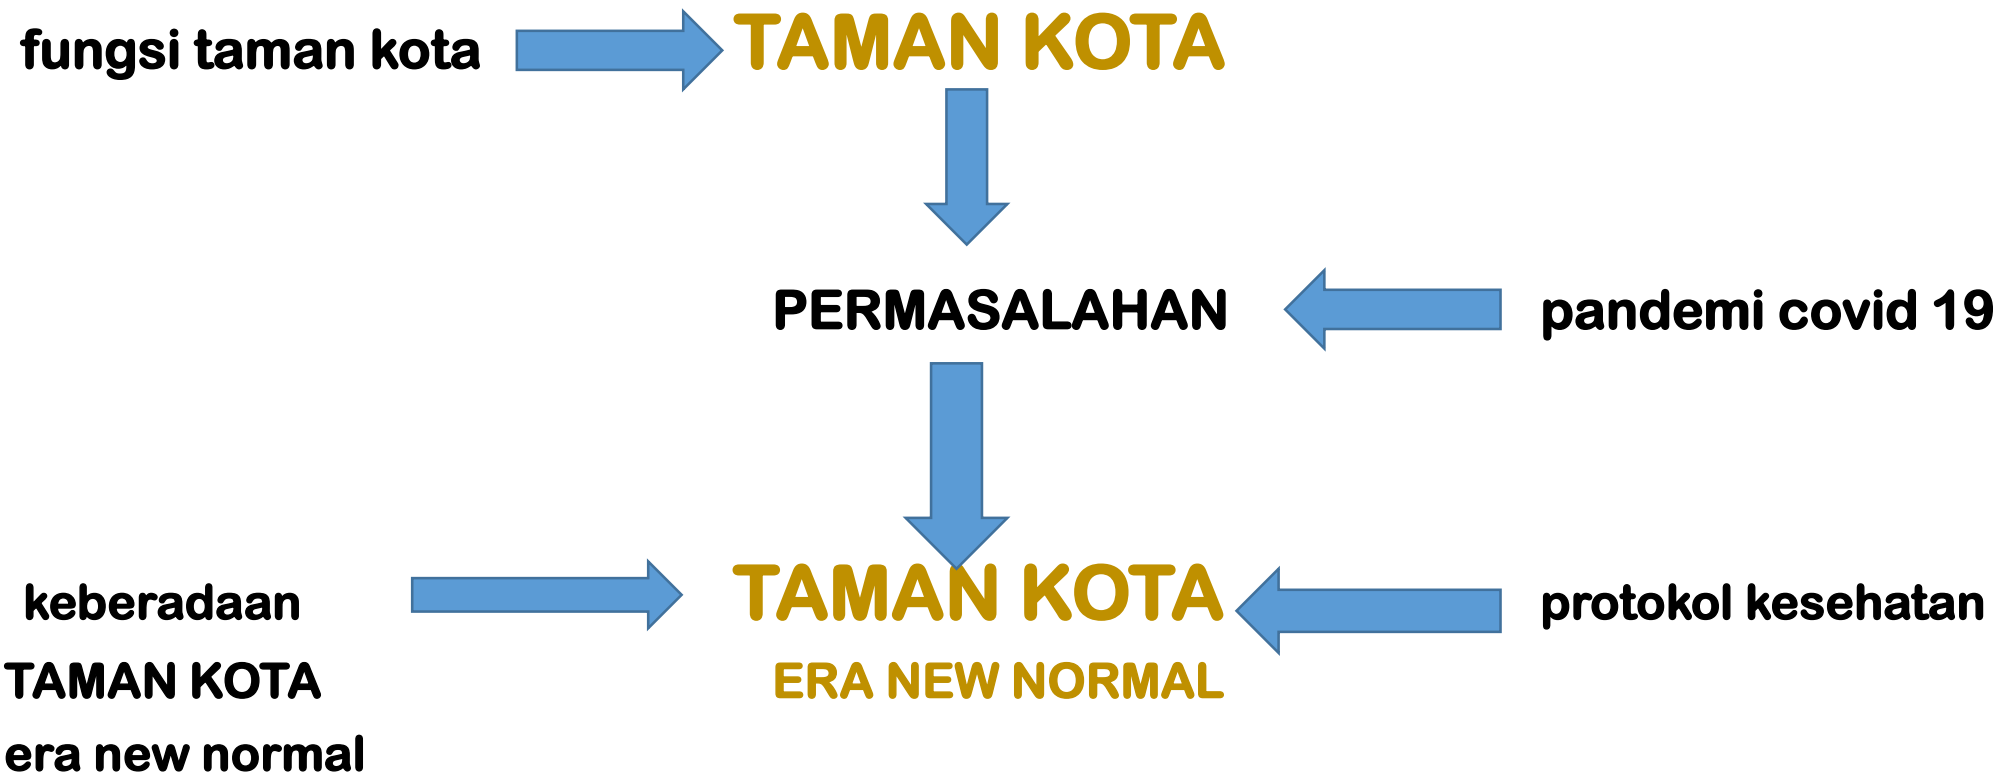 fungsi taman kota
TAMAN KOTA
PERMASALAHAN
pandemi covid 19
keberadaan
TAMAN KOTA
era new normal
TAMAN KOTA
ERA NEW NORMAL
protokol kesehatan